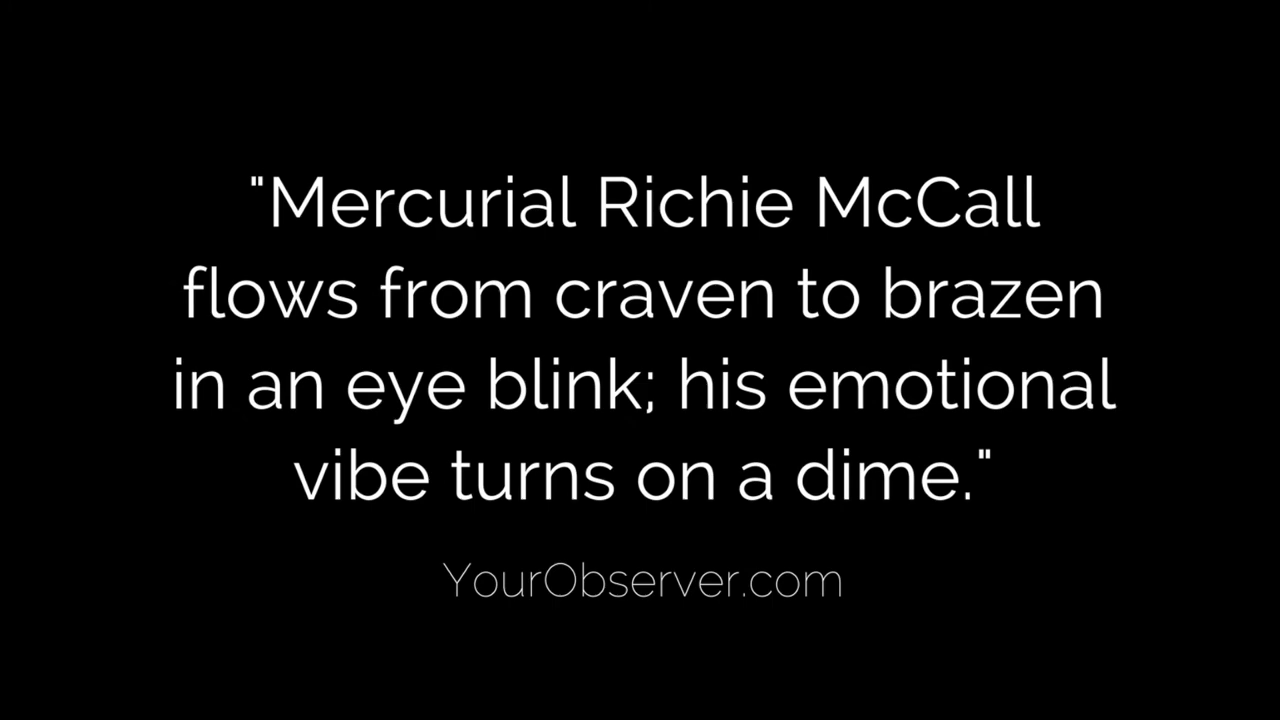 "Mercurial Richie McCall
flows from craven to brazen
in an eye blink; his emotional
vibe turns on a dime."
YourObserver.com